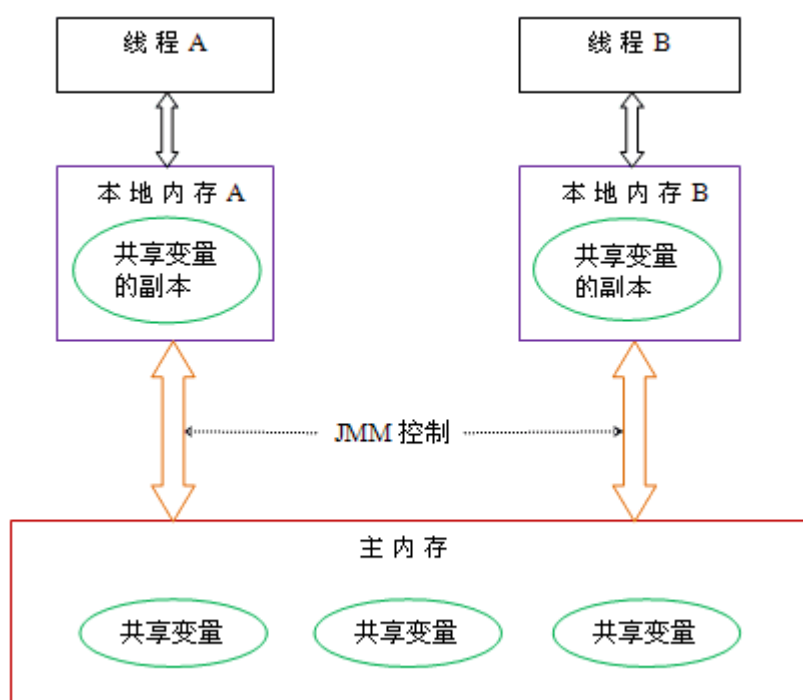 线程 A
线程 B
本地内存 A
本地内存 B
共享变量
的副本
共享变量
的副本
JMM 控制
主内存
共享变量
共享变量
共享变量